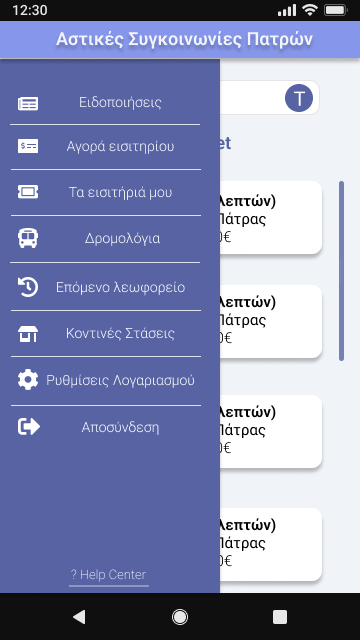 12:30
Αστικές Συγκοινωνίες Πατρών
T
Ειδοποιήσεις
Αγορά εισιτηρίου
Τα εισιτήριά μου
Δρομολόγια
Επόμενο λεωφορείο
Κοντινές Στάσεις
Ρυθμίσεις Λογαριασμού
Αποσύνδεση
? Help Center
et
λεπτών)
Πάτρας
0€
λεπτών)
Πάτρας
0€
λεπτών)
Πάτρας
0€
λεπτών)
Πάτρας
0€